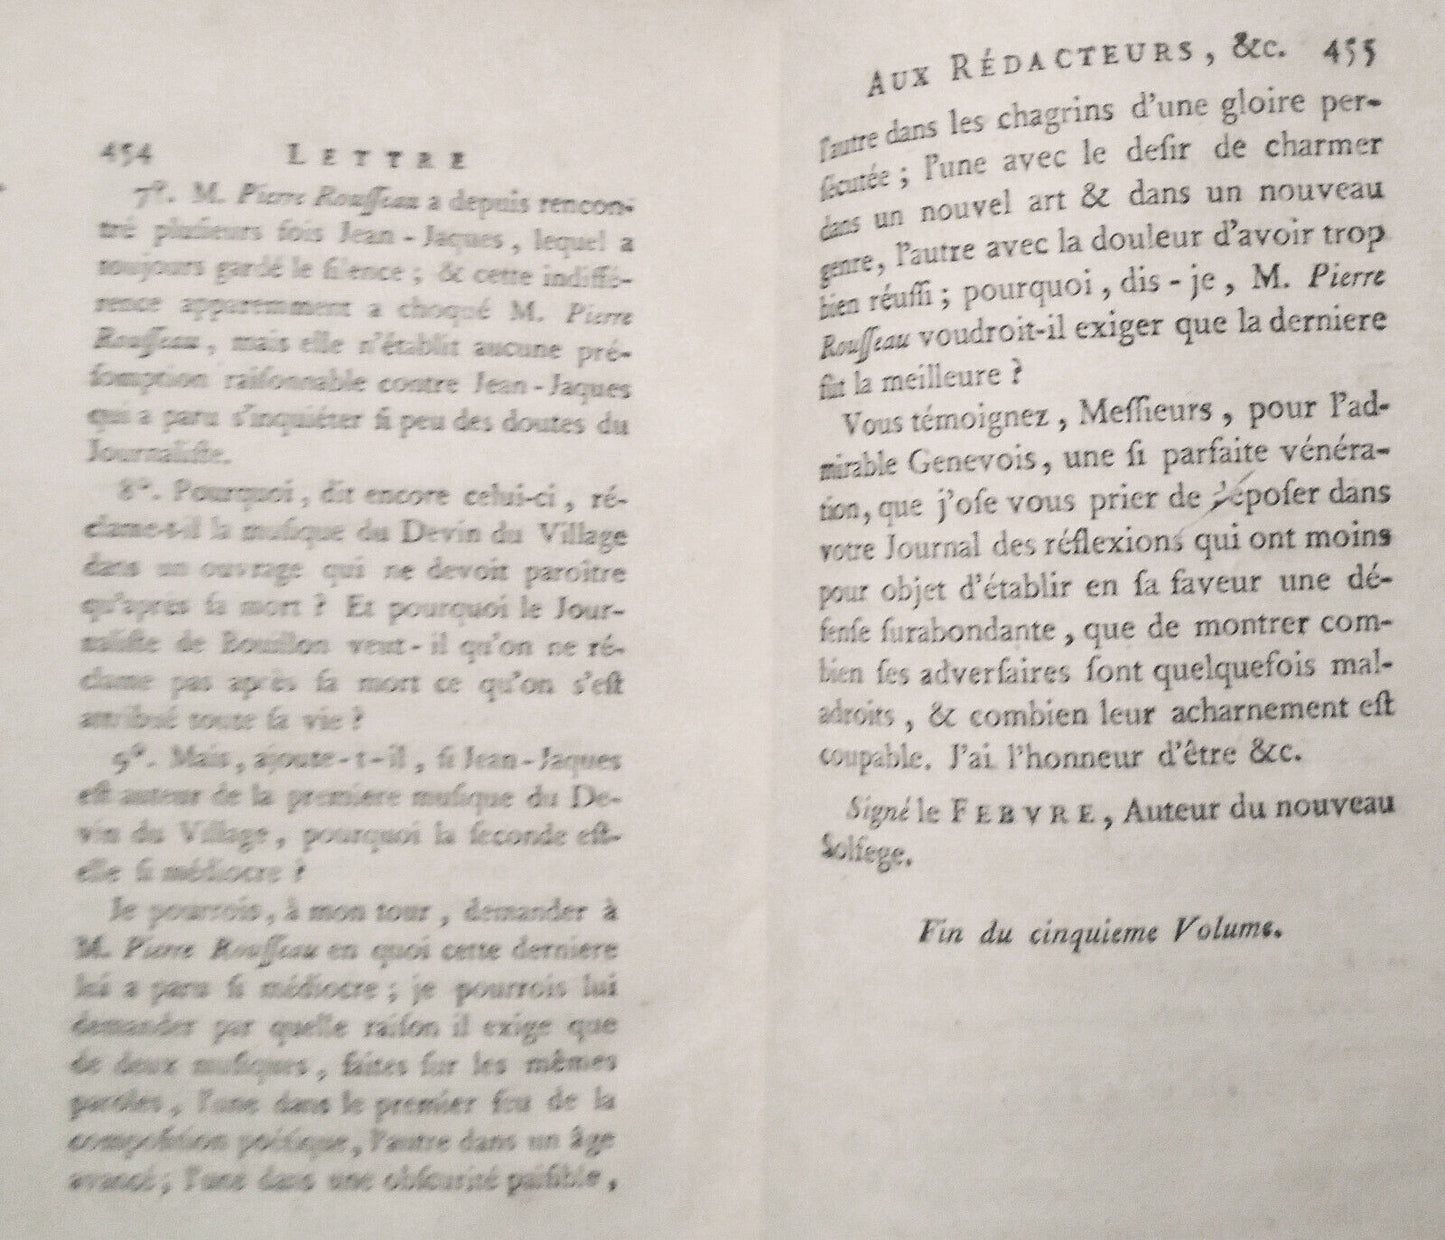 454 LETTRE
7°. M. Pierre Rouſſeau a depuis rencon-
tré pluſieurs fois Jean-Jaques, lequel a
toujours gardé le ſilence ; & cette indiffé-
rence apparemment a choqué M. Pierre
Rouſſeau, mais elle n'établit aucune pré-
ſomption raiſonnable contre Jean-Jaques
qui a paru s'inquiéter ſi peu des doutes du
Journaliſte.
8°. Pourquoi, dit encore celui-ci, ré-
clame-t-il la muſique du Devin du Village
dans un ouvrage qui ne devoit paroître
qu'après ſa mort ? Et pourquoi le Jour-
naliſte de Bouillon veut-il qu'on ne ré-
clame pas après ſa mort ce qu'on s'eſt
attribué toute ſa vie ?
9°. Mais, ajoute-t-il, ſi Jean-Jaques
eſt auteur de la premiere muſique du De-
vin du Village, pourquoi la ſeconde eſt-
elle ſi médiocre ?
Je pourrois, à mon tour, demander à
M. Pierre Rouſſeau en quoi cette derniere
lui a paru ſi médiocre ; je pourrois lui
demander par quelle raiſon il exige que
de deux muſiques, faites ſur les mêmes
paroles, l'une dans le premier feu de la
compoſition poétique, l'autre dans un âge
avancé ; l'une dans une obſcurité paiſible,
AUX RÉDACTEURS, &c. 455
l'autre dans les chagrins d'une gloire per-
ſécutée ; l'une avec le deſir de charmer
dans un nouvel art & dans un nouveau
genre, l'autre avec la douleur d'avoir trop
bien réuſſi ; pourquoi, dis-je, M. Pierre
Rouſſeau voudroit-il exiger que la derniere
fût la meilleure ?
Vous témoignez, Meſſieurs, pour l'ad-
mirable Genevois, une ſi parfaite vénéra-
tion, que j'oſe vous prier de dépoſer dans
votre Journal des réflexions qui ont moins
pour objet d'établir en ſa faveur une dé-
fenſe ſurabondante, que de montrer com-
bien ſes adverſaires ſont quelquefois mal-
adroits, & combien leur acharnement eſt
coupable. J'ai l'honneur d'être &c.
Signé le FEBVRE, Auteur du nouveau
Solfege.
Fin du cinquieme Volume.